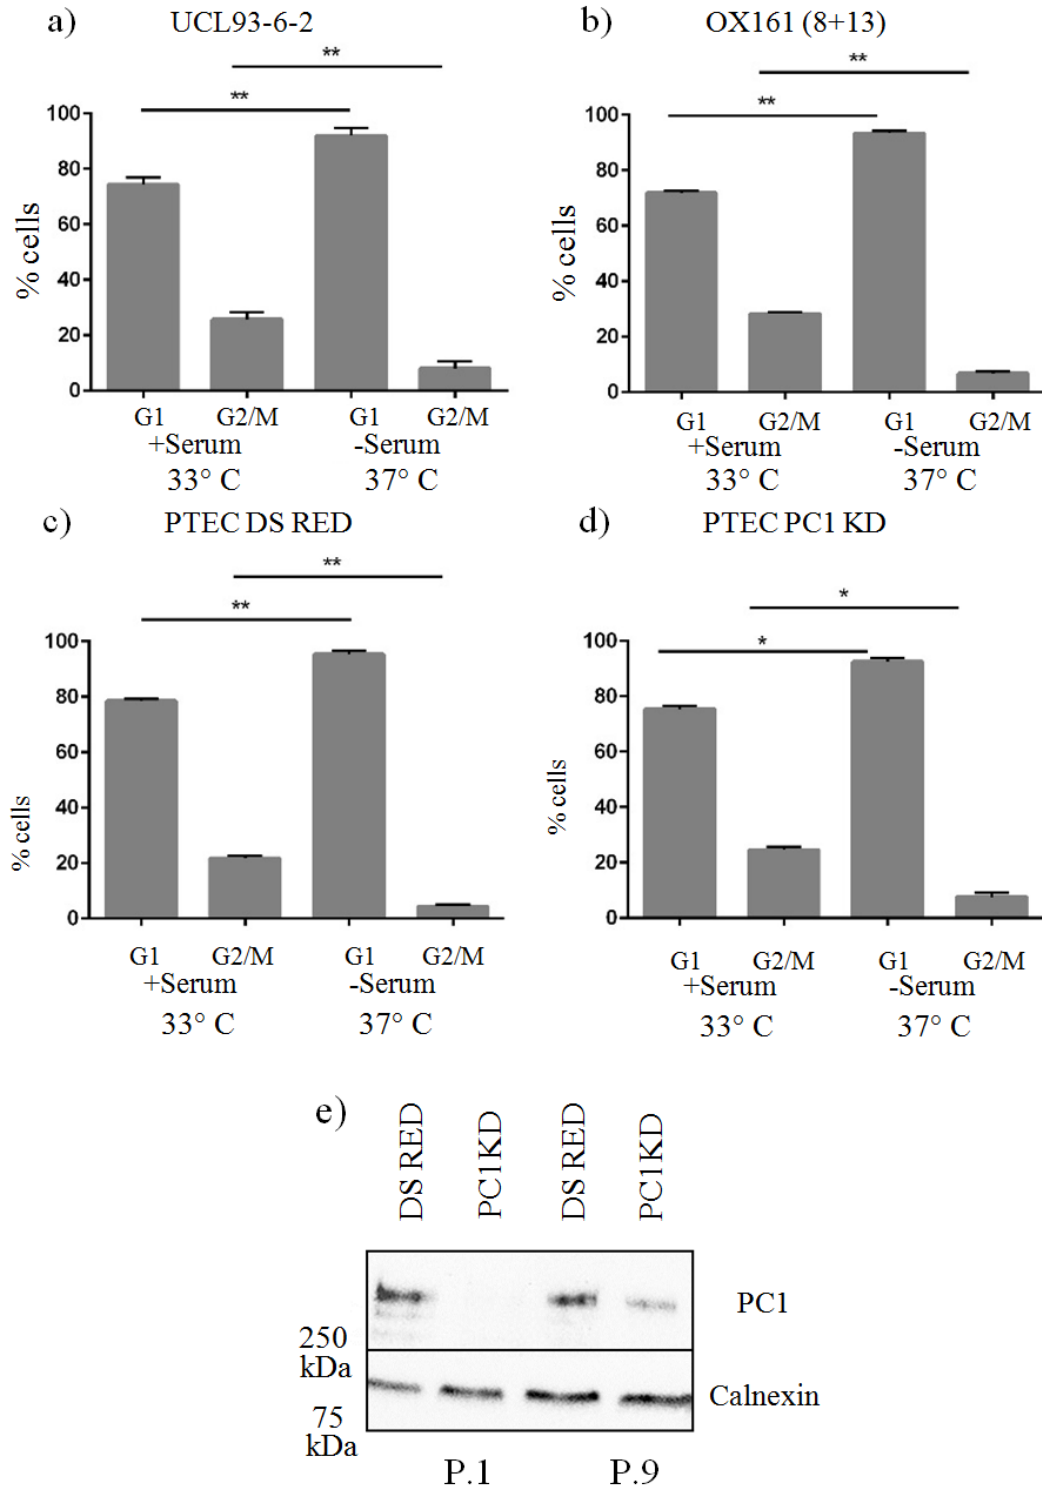 a)
UCL93-6-2
**
**
100
80
60
40
20
0
% cells
G1 G2/M G1 G2/M
+Serum -Serum
33° C 37° C
b)
OX161 (8+13)
**
**
100
80
60
40
20
0
% cells
G1 G2/M G1 G2/M
+Serum -Serum
33° C 37° C
c)
PTEC DS RED
**
**
100
80
60
40
20
0
% cells
G1 G2/M G1 G2/M
+Serum -Serum
33° C 37° C
d)
PTEC PC1 KD
*
*
100
80
60
40
20
0
% cells
G1 G2/M G1 G2/M
+Serum -Serum
33° C 37° C
e)
DS RED
PC1KD
DS RED
PC1KD
PC1
250
kDa
Calnexin
75
kDa
P.1 P.9